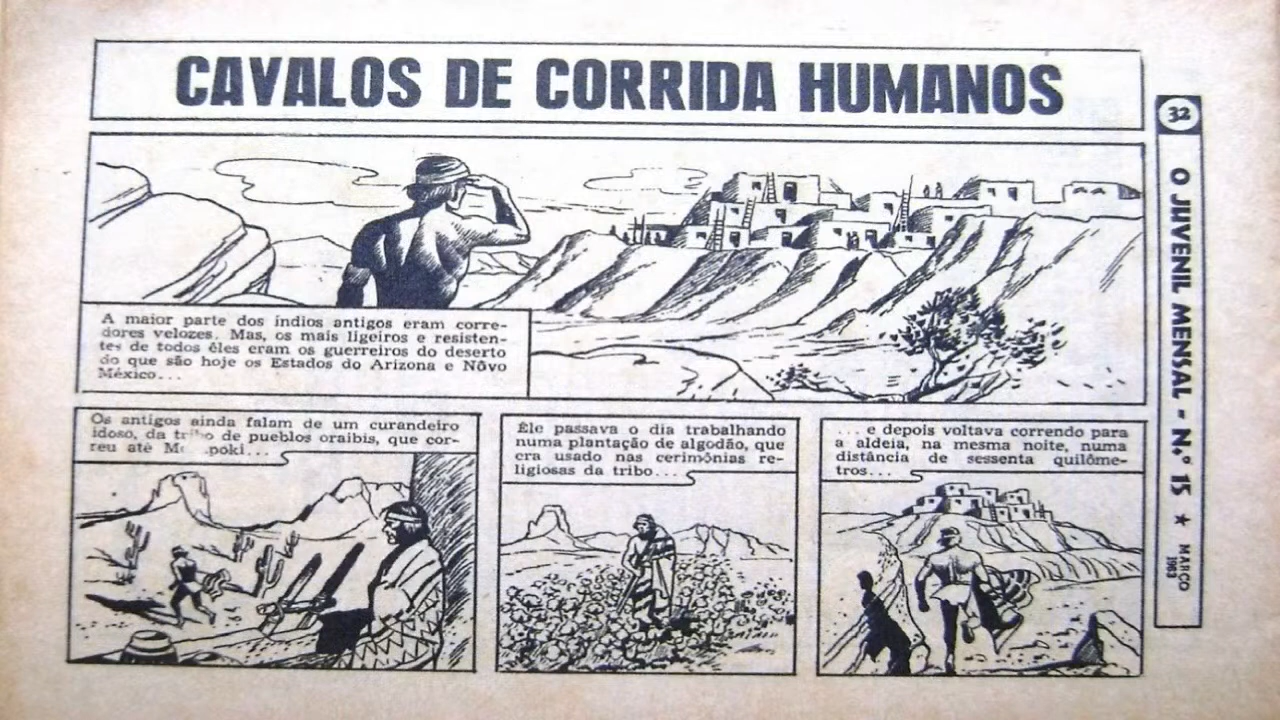 CAVALOS DE CORRIDA HUMANOS
A maior parte dos índios antigos eram corre-
dores velozes. Mas, os mais ligeiros e resisten-
tes de todos êles eram os guerreiros do deserto
do que são hoje os Estados do Arizona e Nôvo
México...
Os antigos ainda falam de um curandeiro
idoso, da tribo de pueblos oraibis, que cor-
reu até
Êle passava o dia trabalhando
numa plantação de algodão, que
era usado nas cerimônias re-
ligiosas da tribo...
... e depois voltava correndo para
a aldeia, na mesma noite, numa
distância de sessenta quilôme-
tros...
32
O JUVENIL MENSAL - N.º 15 ★ MARÇO
1963